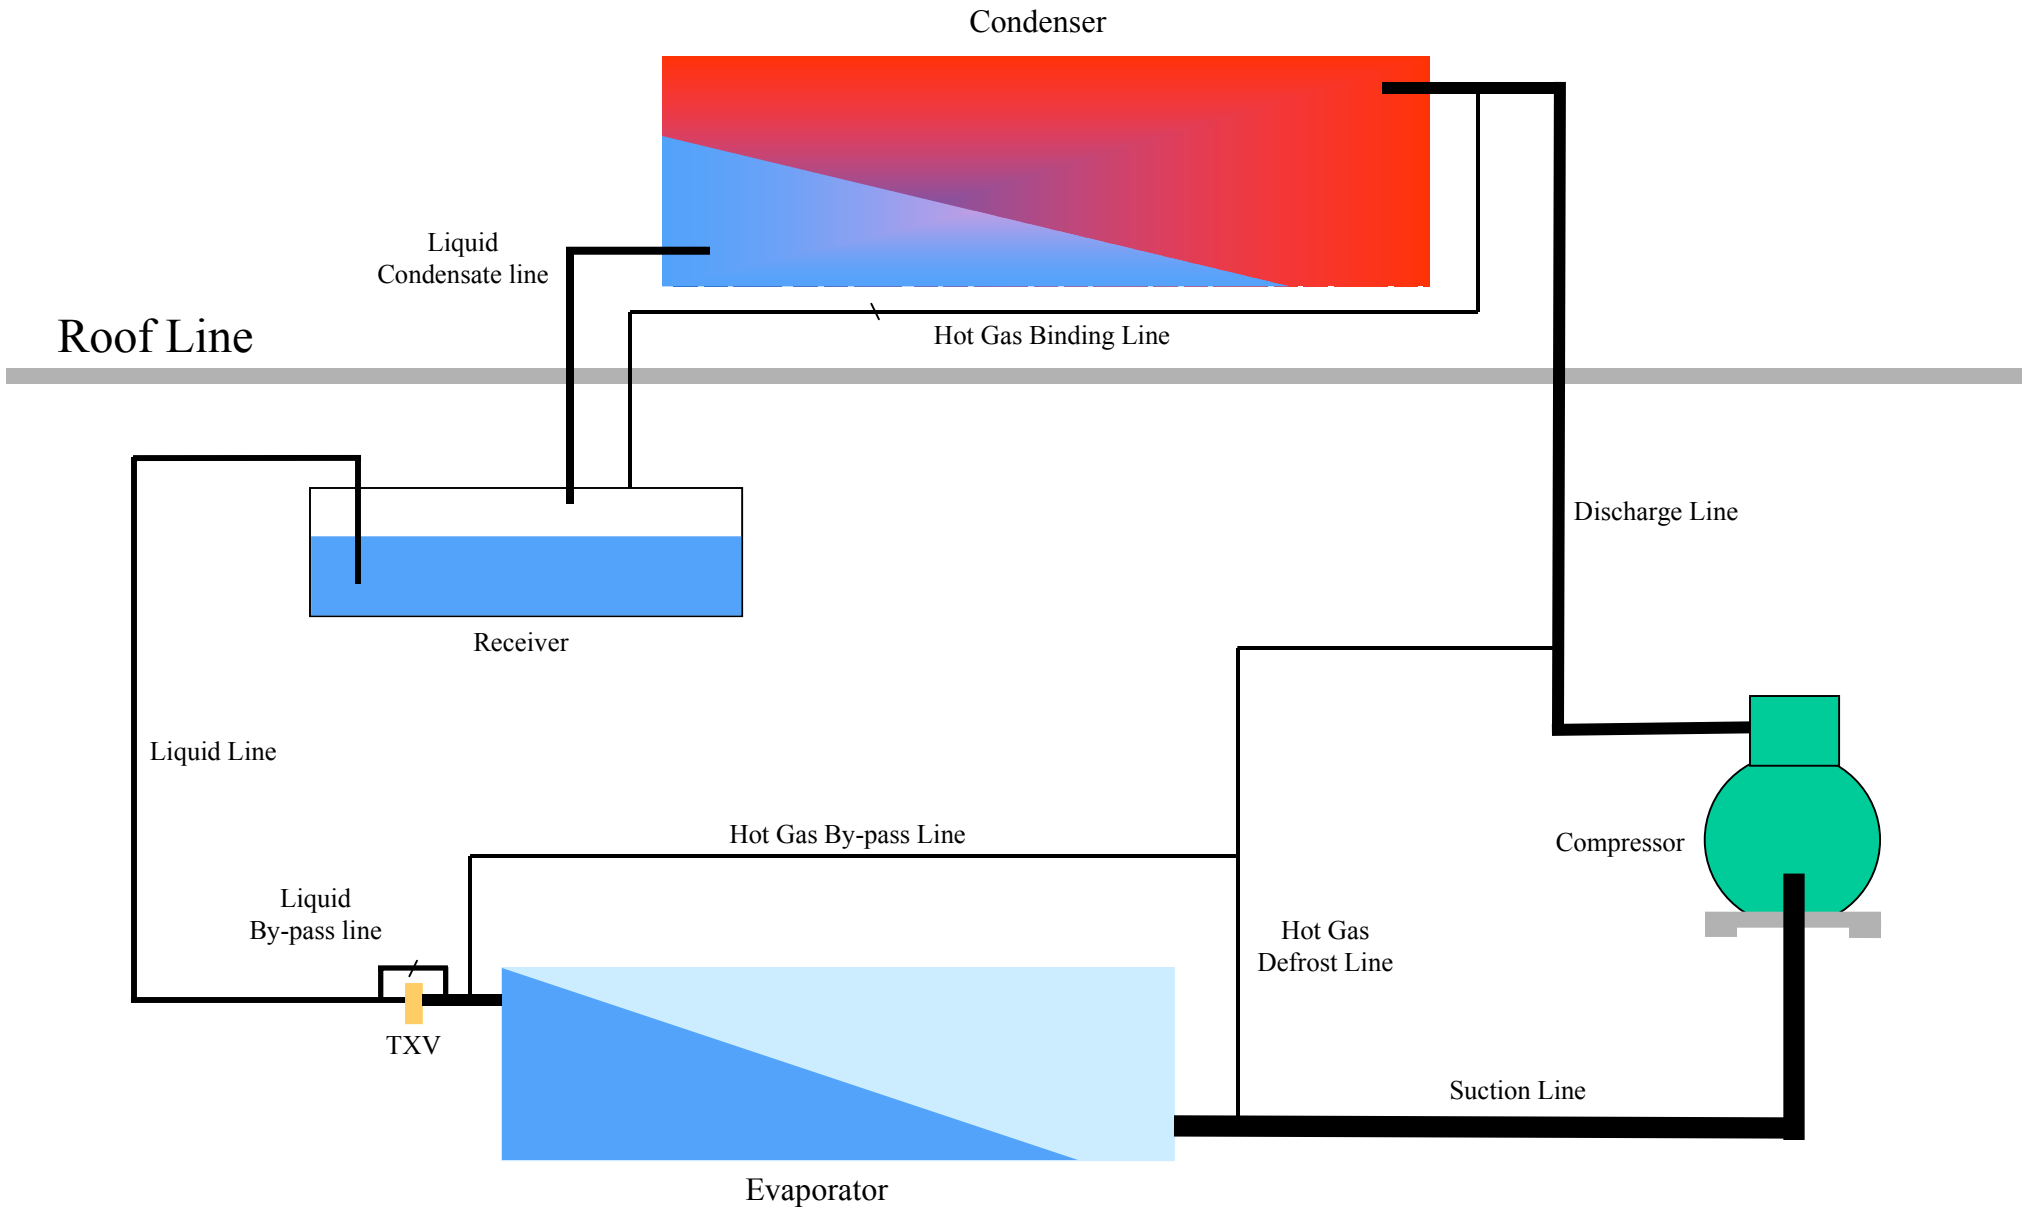 Condenser
Liquid
Condensate line
Hot Gas Binding Line
Roof Line
Discharge Line
Receiver
Liquid Line
Hot Gas By-pass Line
Compressor
Liquid
By-pass line
Hot Gas
Defrost Line
TXV
Suction Line
Evaporator